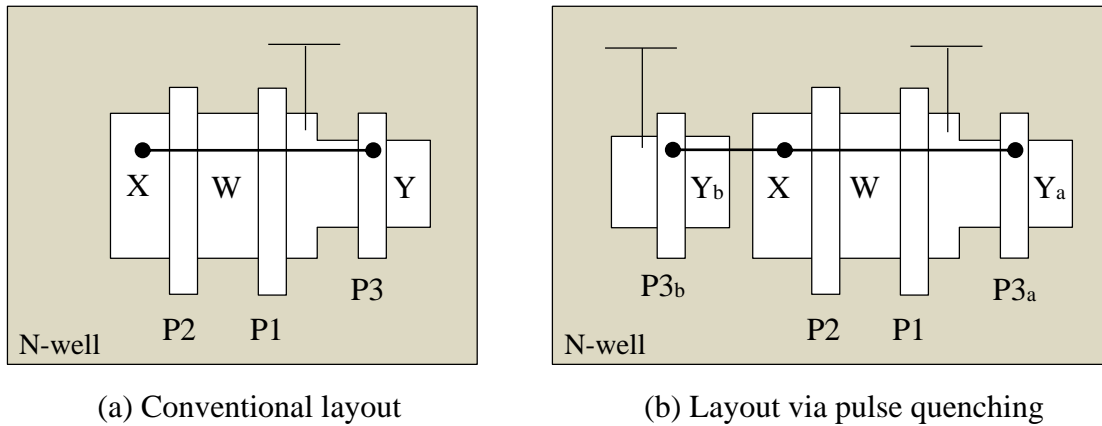 X W Y
P3
P2 P1
N-well
(a) Conventional layout
Yb X W Ya
P3b P3a
P2 P1
N-well
(b) Layout via pulse quenching